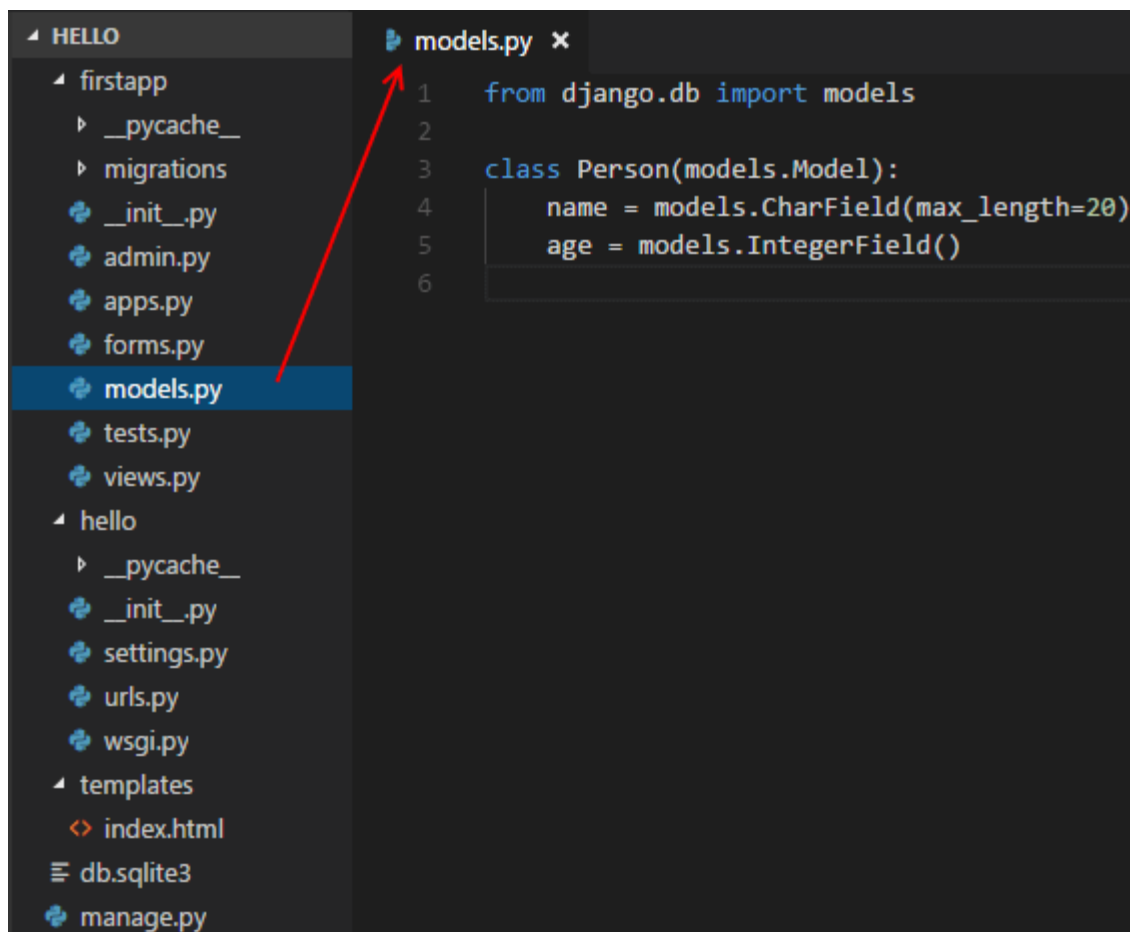 HELLO
firstapp
__pycache__
migrations
__init__.py
admin.py
apps.py
forms.py
models.py
tests.py
views.py
hello
__pycache__
__init__.py
settings.py
urls.py
wsgi.py
templates
index.html
db.sqlite3
manage.py
models.py ×
1 from django.db import models
2
3 class Person(models.Model):
4     name = models.CharField(max_length=20)
5     age = models.IntegerField()
6